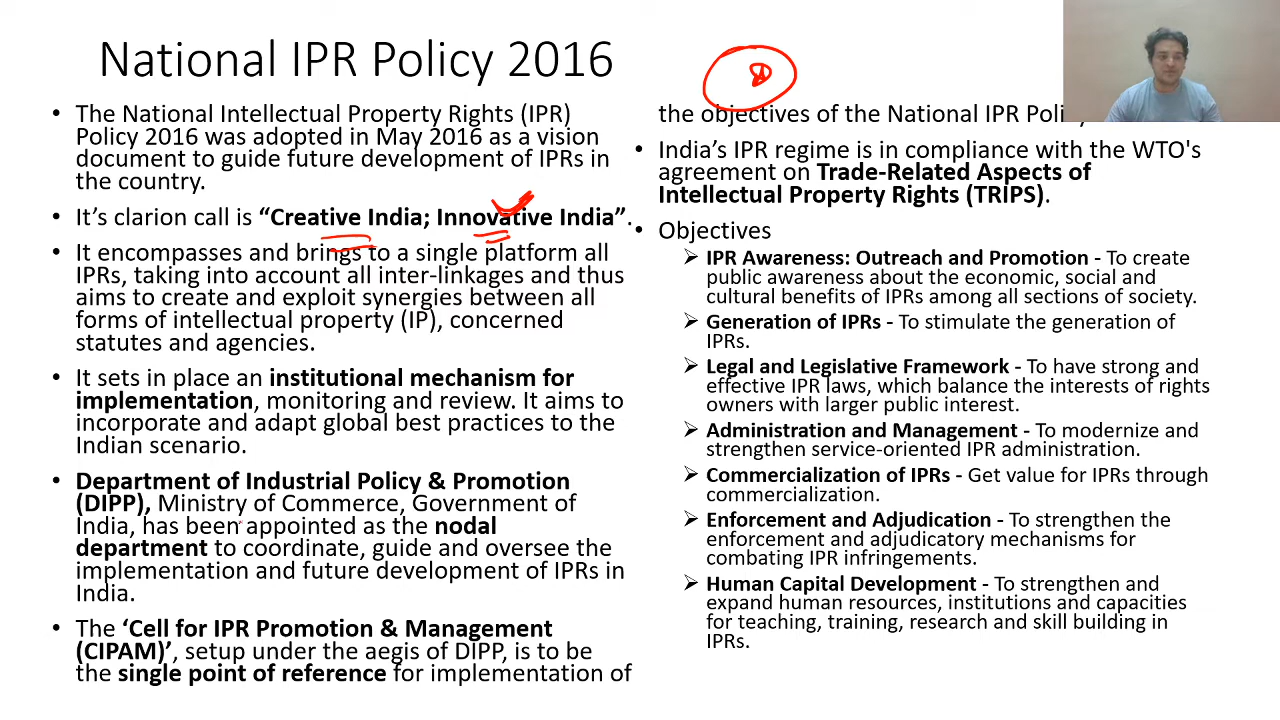 National IPR Policy 2016
• The National Intellectual Property Rights (IPR)
Policy 2016 was adopted in May 2016 as a vision
document to guide future development of IPRs in
the country.
• It's clarion call is “Creative India; Innovative India”.
• It encompasses and brings to a single platform all
IPRs, taking into account all inter-linkages and thus
aims to create and exploit synergies between all
forms of intellectual property (IP), concerned
statutes and agencies.
• It sets in place an institutional mechanism for
implementation, monitoring and review. It aims to
incorporate and adapt global best practices to the
Indian scenario.
• Department of Industrial Policy & Promotion
(DIPP), Ministry of Commerce, Government of
India, has been appointed as the nodal
department to coordinate, guide and oversee the
implementation and future development of IPRs in
India.
• The ‘Cell for IPR Promotion & Management
(CIPAM)’, setup under the aegis of DIPP, is to be
the single point of reference for implementation of
the objectives of the National IPR
• India's IPR regime is in compliance with the WTO's
agreement on Trade-Related Aspects of
Intellectual Property Rights (TRIPS).
• Objectives
➢ IPR Awareness: Outreach and Promotion - To create
public awareness about the economic, social and
cultural benefits of IPRs among all sections of society.
➢ Generation of IPRs - To stimulate the generation of
IPRs.
➢ Legal and Legislative Framework - To have strong and
effective IPR laws, which balance the interests of rights
owners with larger public interest.
➢ Administration and Management - To modernize and
strengthen service-oriented IPR administration.
➢ Commercialization of IPRs - Get value for IPRs through
commercialization.
➢ Enforcement and Adjudication - To strengthen the
enforcement and adjudicatory mechanisms for
combating IPR infringements.
➢ Human Capital Development - To strengthen and
expand human resources, institutions and capacities
for teaching, training, research and skill building in
IPRs.